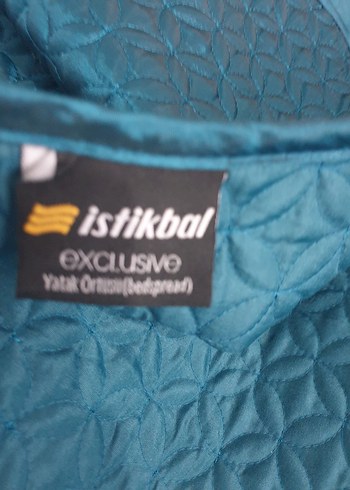 istikbal
exclusive
Yatak Örtüsü(bedspread)